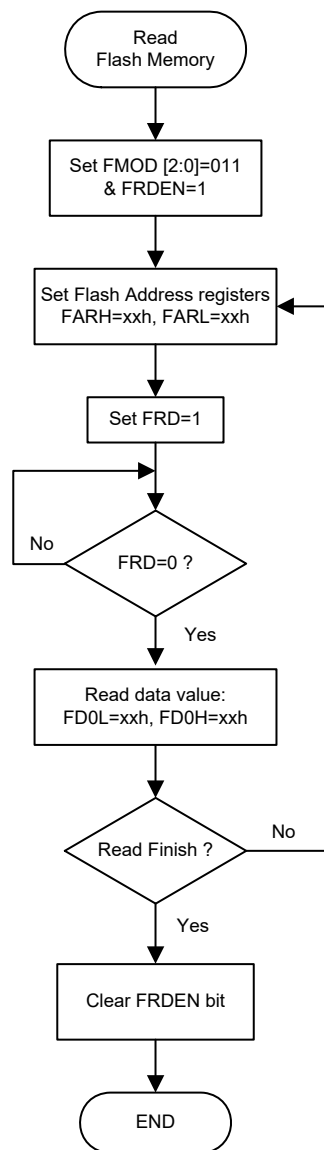 Read
Flash Memory
Set FMOD [2:0]=011
& FRDEN=1
Set Flash Address registers
FARH=xxh, FARL=xxh
Set FRD=1
No
FRD=0 ?
Yes
Read data value:
FD0L=xxh, FD0H=xxh
Read Finish ?
No
Yes
Clear FRDEN bit
END